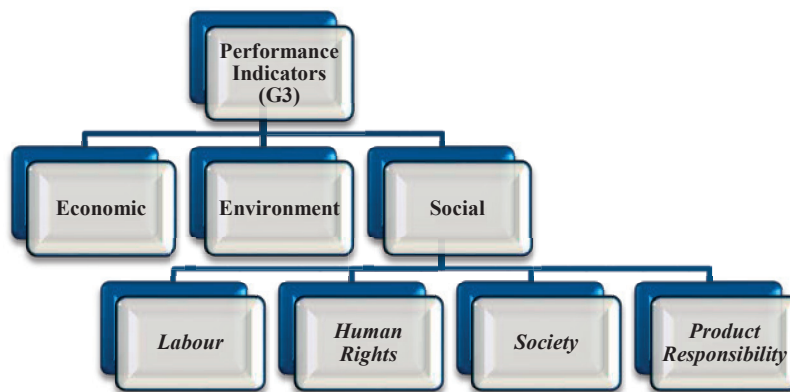 Performance
Indicators
(G3)
Economic
Environment
Social
Labour
Human
Rights
Society
Product
Responsibility